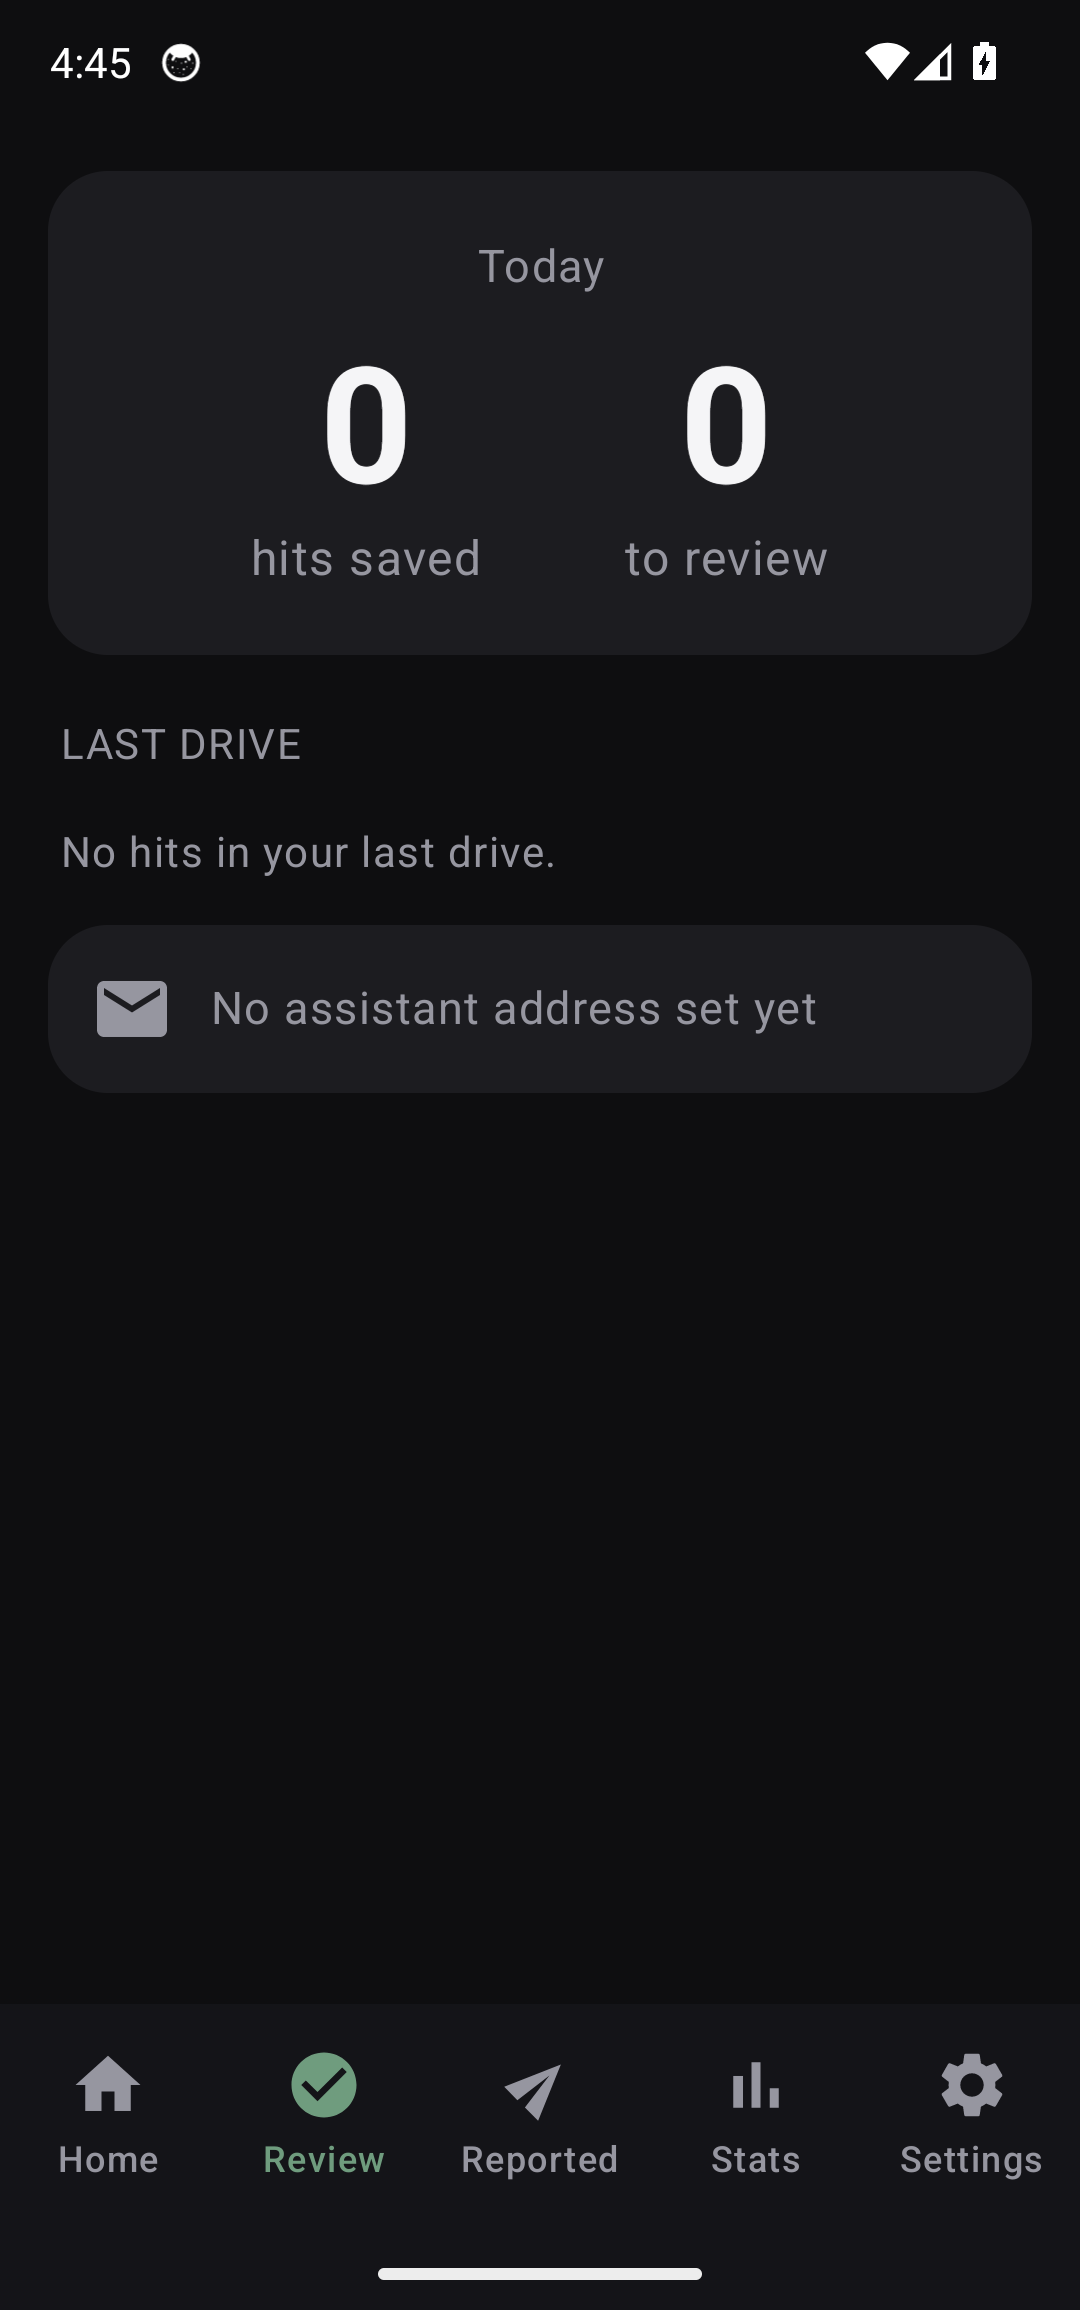 4:45
Today
0 0
hits saved to review
LAST DRIVE
No hits in your last drive.
No assistant address set yet
Home Review Reported Stats Settings